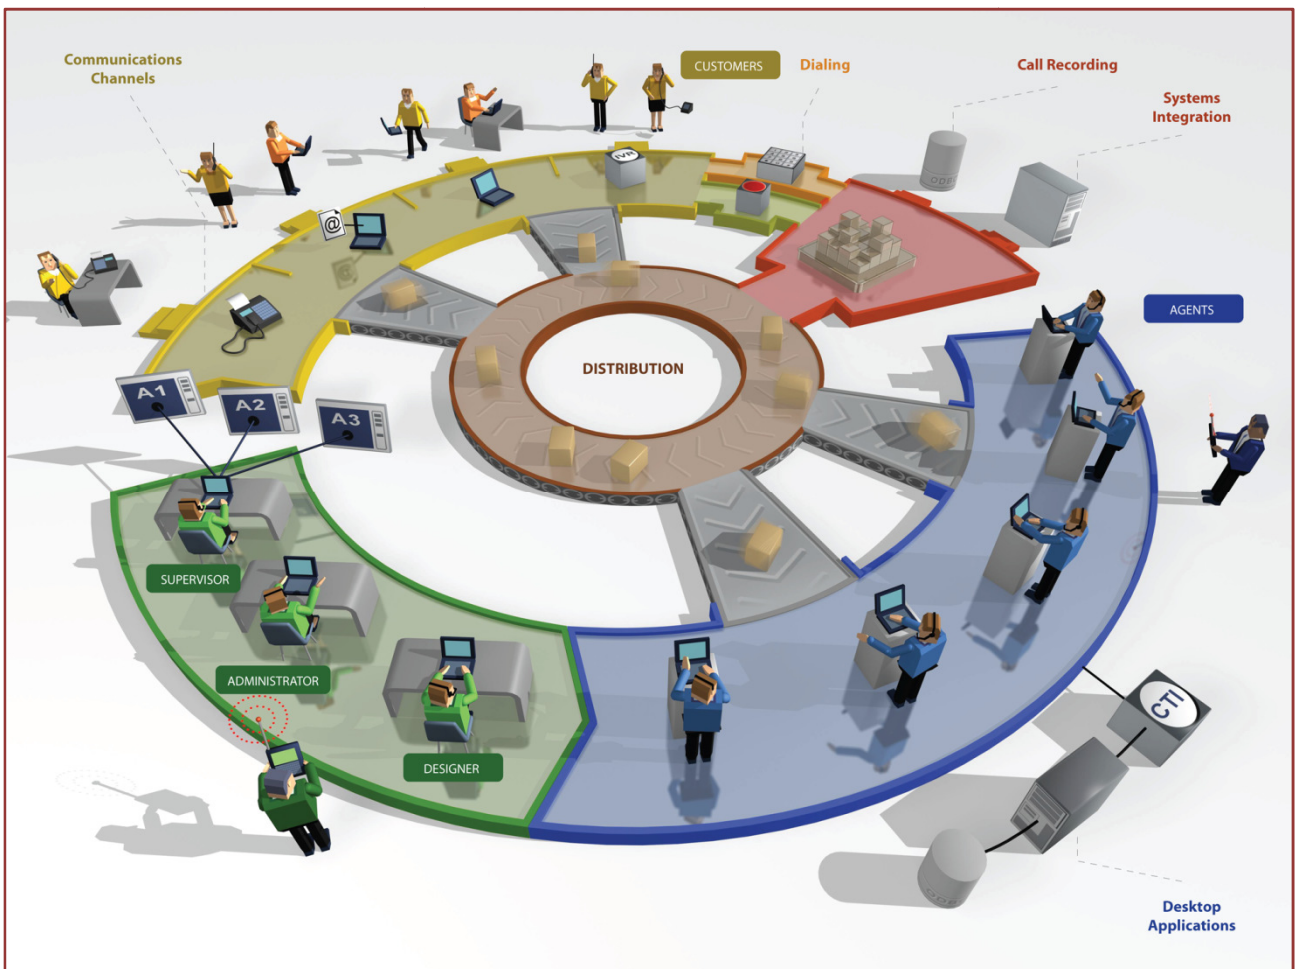 Communications
Channels
CUSTOMERS
Dialing
Call Recording
Systems
Integration
IVR
@
AGENTS
DISTRIBUTION
A1
A2
A3
SUPERVISOR
ADMINISTRATOR
DESIGNER
CTI
Desktop
Applications